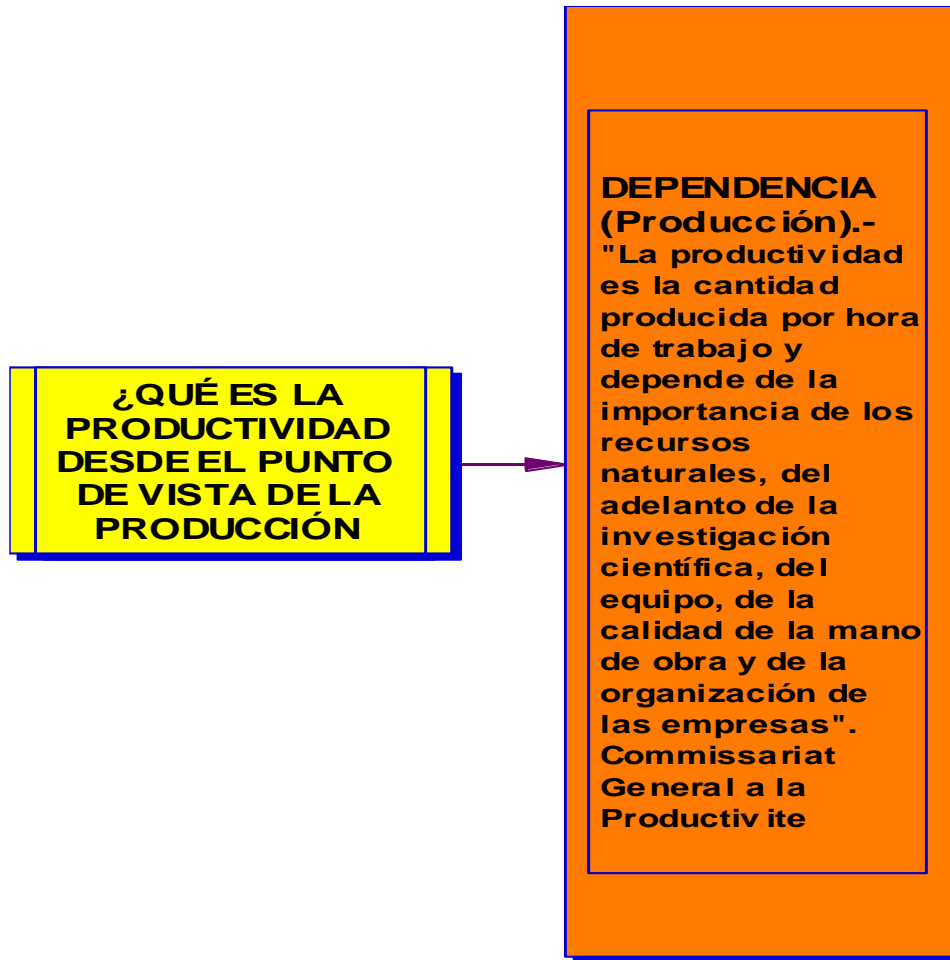 ¿QUÉ ES LA
PRODUCTIVIDAD
DESDE EL PUNTO
DE VISTA DE LA
PRODUCCIÓN
DEPENDENCIA
(Producción).-
"La productividad
es la cantidad
producida por hora
de trabajo y
depende de la
importancia de los
recursos
naturales, del
adelanto de la
investigación
científica, del
equipo, de la
calidad de la mano
de obra y de la
organización de
las empresas".
Commissariat
General a la
Productivite